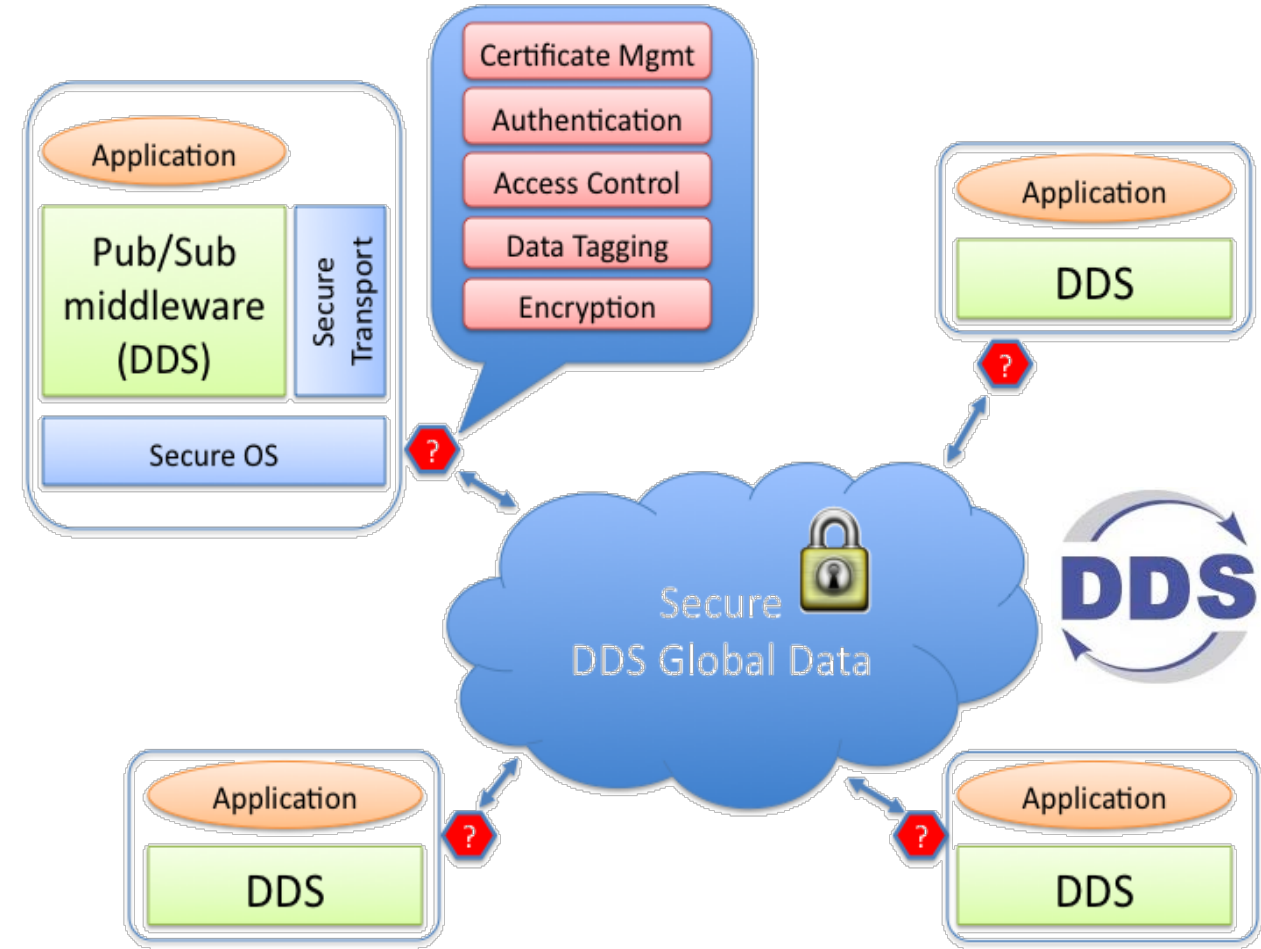 Certificate Mgmt
Authentication
Access Control
Data Tagging
Encryption
Application
Pub/Sub
middleware
(DDS)
Secure
Transport
Secure OS
?
Application
DDS
?
Secure
DDS Global Data
DDS
Application
DDS
?
Application
DDS
?